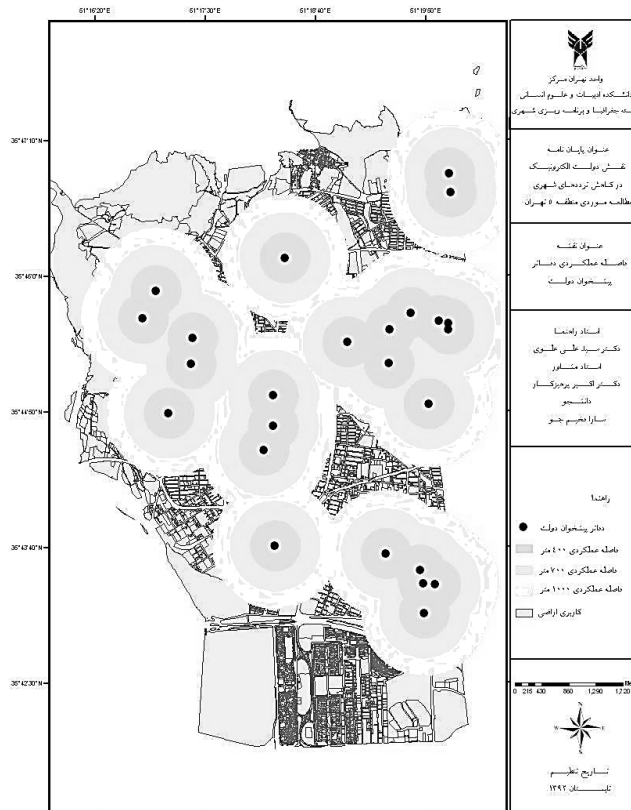 51°16'20"E
51°17'30"E
51°18'40"E
51°19'50"E
35°47'10"N
35°46'0"N
35°44'50"N
35°43'40"N
35°42'30"N
واحد تهران مرکز
دانشکده ادبیات و علوم انسانی
جغرافیا و برنامه ریزی شهری
عنوان پایان نامه
نقش دولت الکترونیک
در کاهش ترددهای شهری
مطالعه موردی منطقه ۵ تهران
عنوان نقشه
فاصله عملکردی دفاتر
پیشخوان دولت
استاد راهنما
دکتر سید علی علوی
استاد مشاور
دکتر اکبر پرهیزکار
دانشجو
سارا فخیم جو
راهنما
دفاتر پیشخوان دولت
فاصله عملکردی ۴۰۰ متر
فاصله عملکردی ۷۰۰ متر
فاصله عملکردی ۱۰۰۰ متر
کاربری اراضی
0 215 430 860 1,290 1,720
N
W E
S
تاریخ تنظیم
تابستان ۱۳۹۲